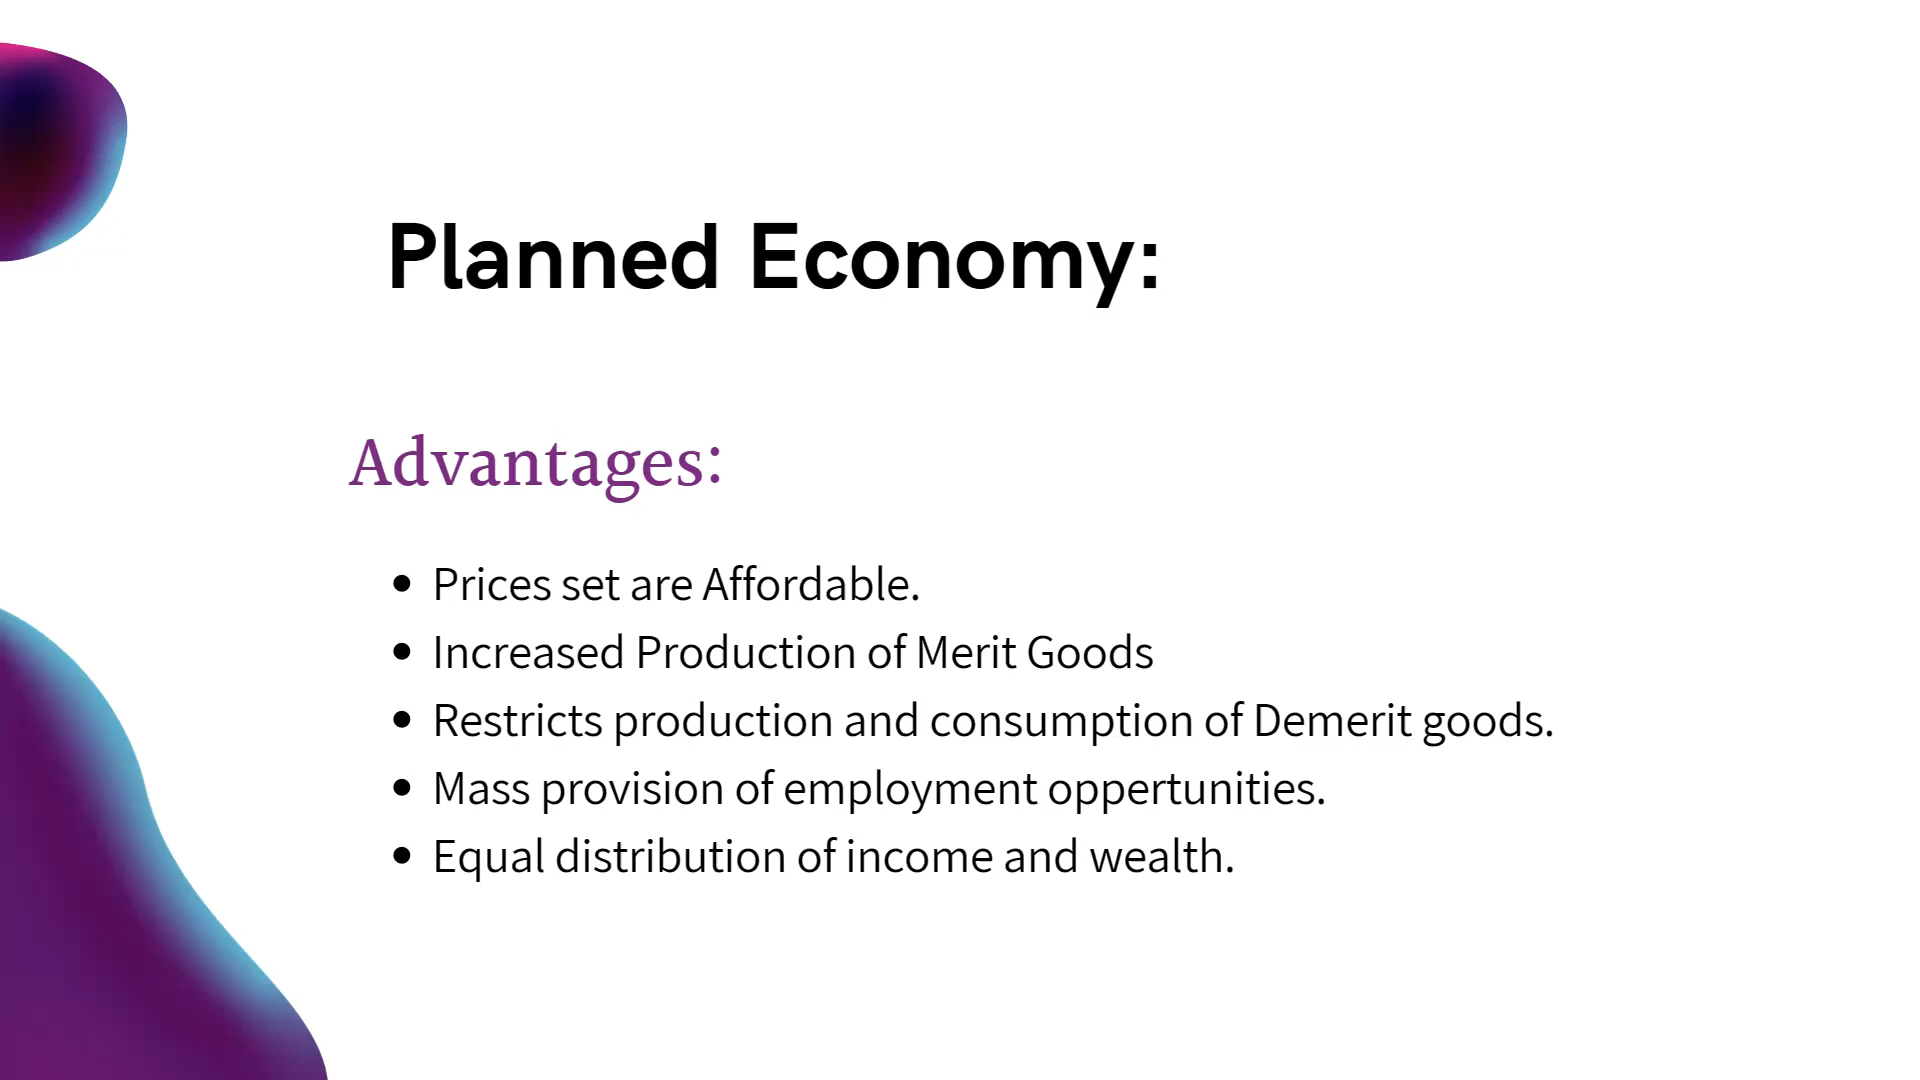 Planned Economy:
Advantages:
• Prices set are Affordable.
• Increased Production of Merit Goods
• Restricts production and consumption of Demerit goods.
• Mass provision of employment oppertunities.
• Equal distribution of income and wealth.